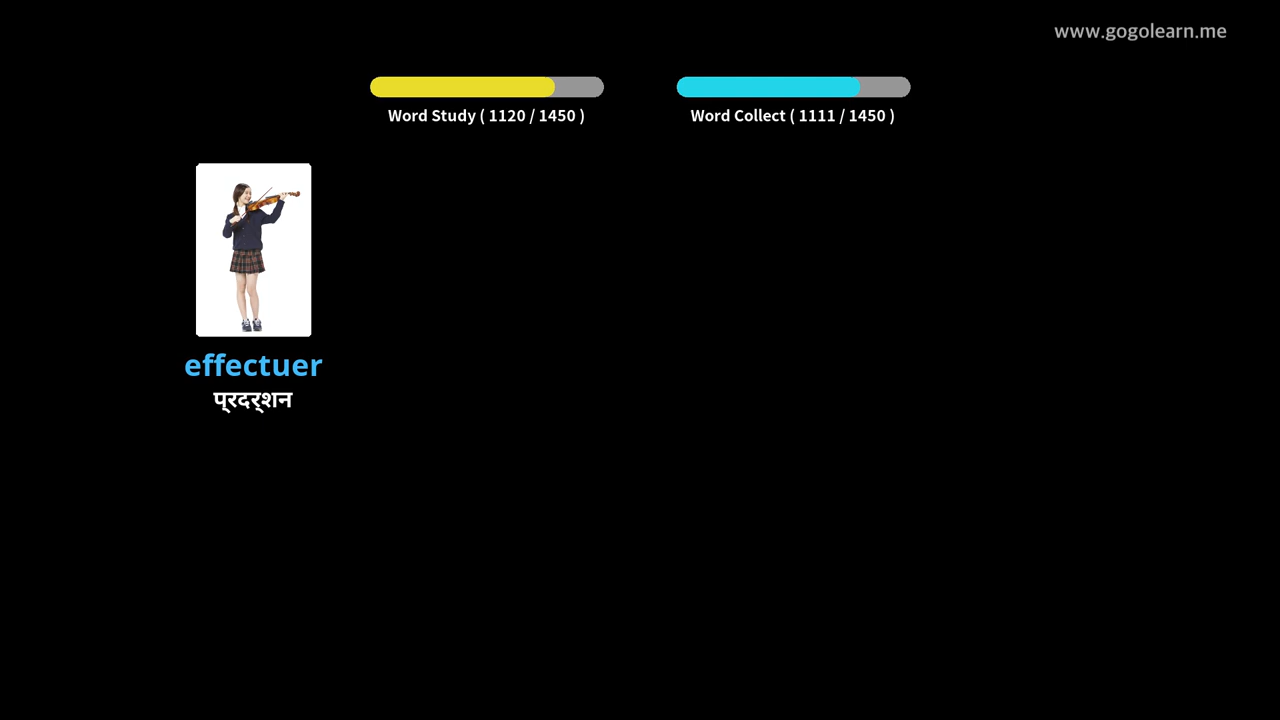 www.gogolearn.me
Word Study ( 1120 / 1450 )
Word Collect ( 1111 / 1450 )
effectuer
प्रदर्शन